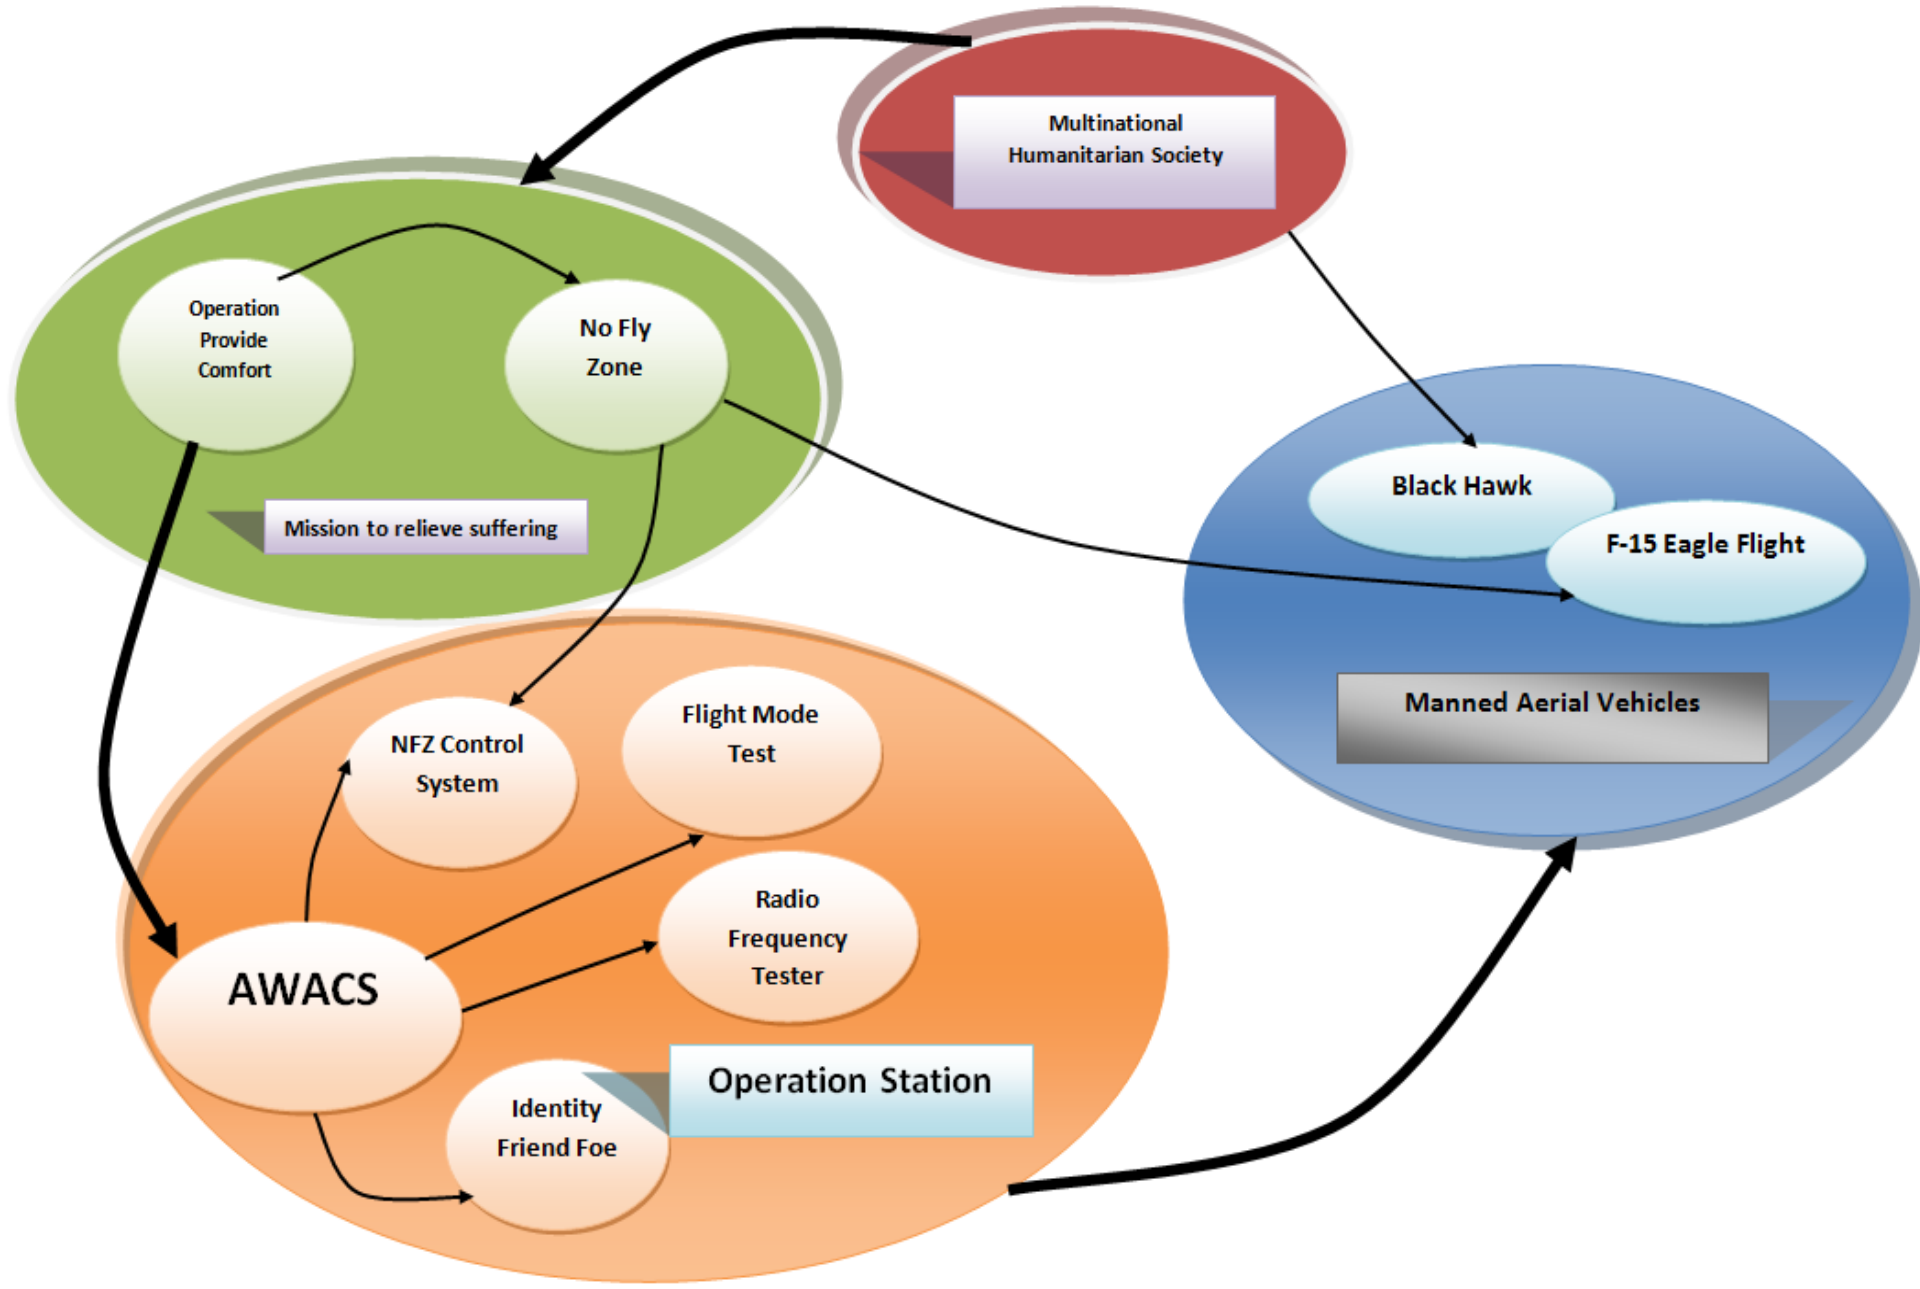 Multinational
Humanitarian Society
Operation
Provide
Comfort
No Fly
Zone
Mission to relieve suffering
Black Hawk
F-15 Eagle Flight
Manned Aerial Vehicles
NFZ Control
System
Flight Mode
Test
Radio
Frequency
Tester
AWACS
Operation Station
Identity
Friend Foe